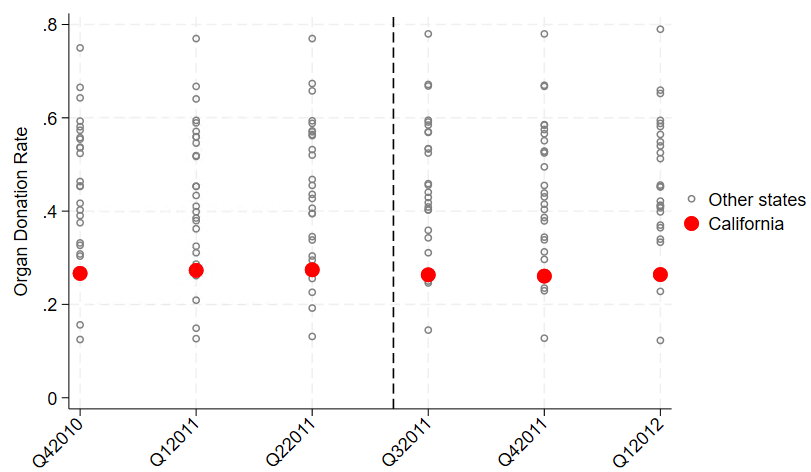 .8
.6
.4
.2
0
Organ Donation Rate
Q42010
Q12011
Q22011
Q32011
Q42011
Q12012
Other states
California